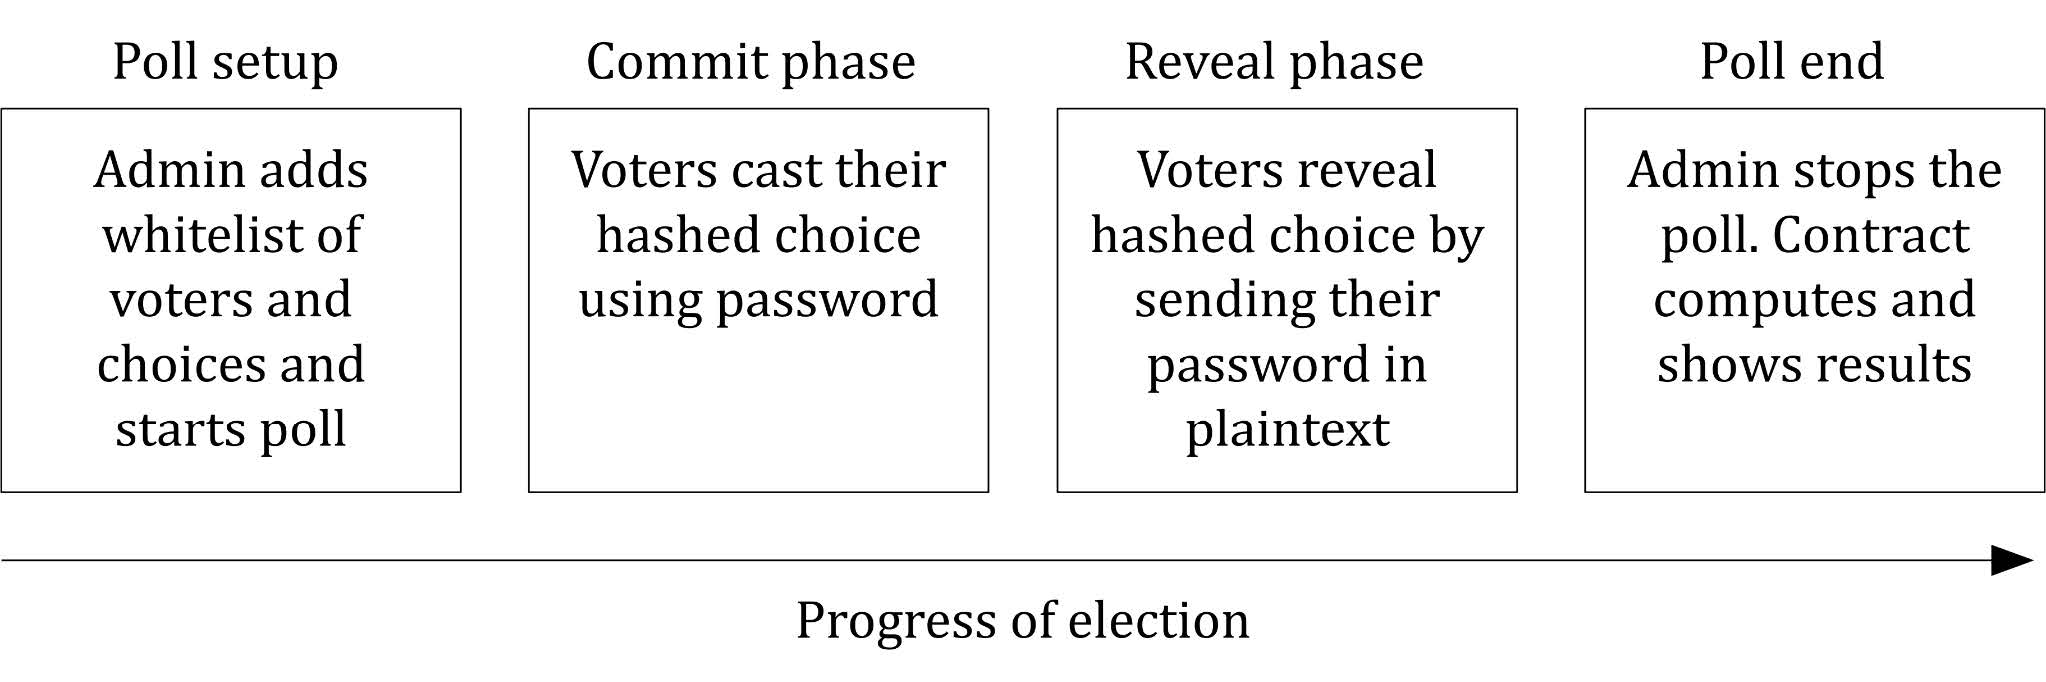 Poll setup
Admin adds
whitelist of
voters and
choices and
starts poll
Commit phase
Voters cast their
hashed choice
using password
Reveal phase
Voters reveal
hashed choice by
sending their
password in
plaintext
Poll end
Admin stops the
poll. Contract
computes and
shows results
Progress of election